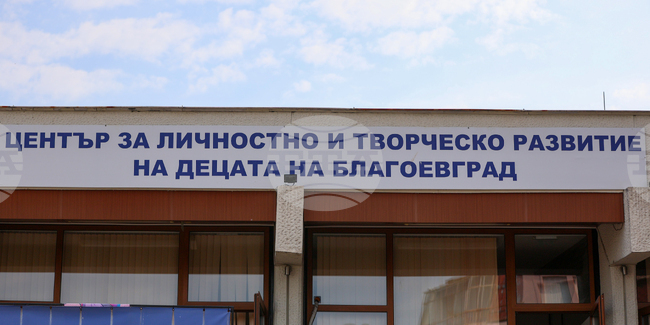 ЦЕНТЪР ЗА ЛИЧНОСТНО И ТВОРЧЕСКО РАЗВИТИЕ
НА ДЕЦАТА НА БЛАГОЕВГРАД